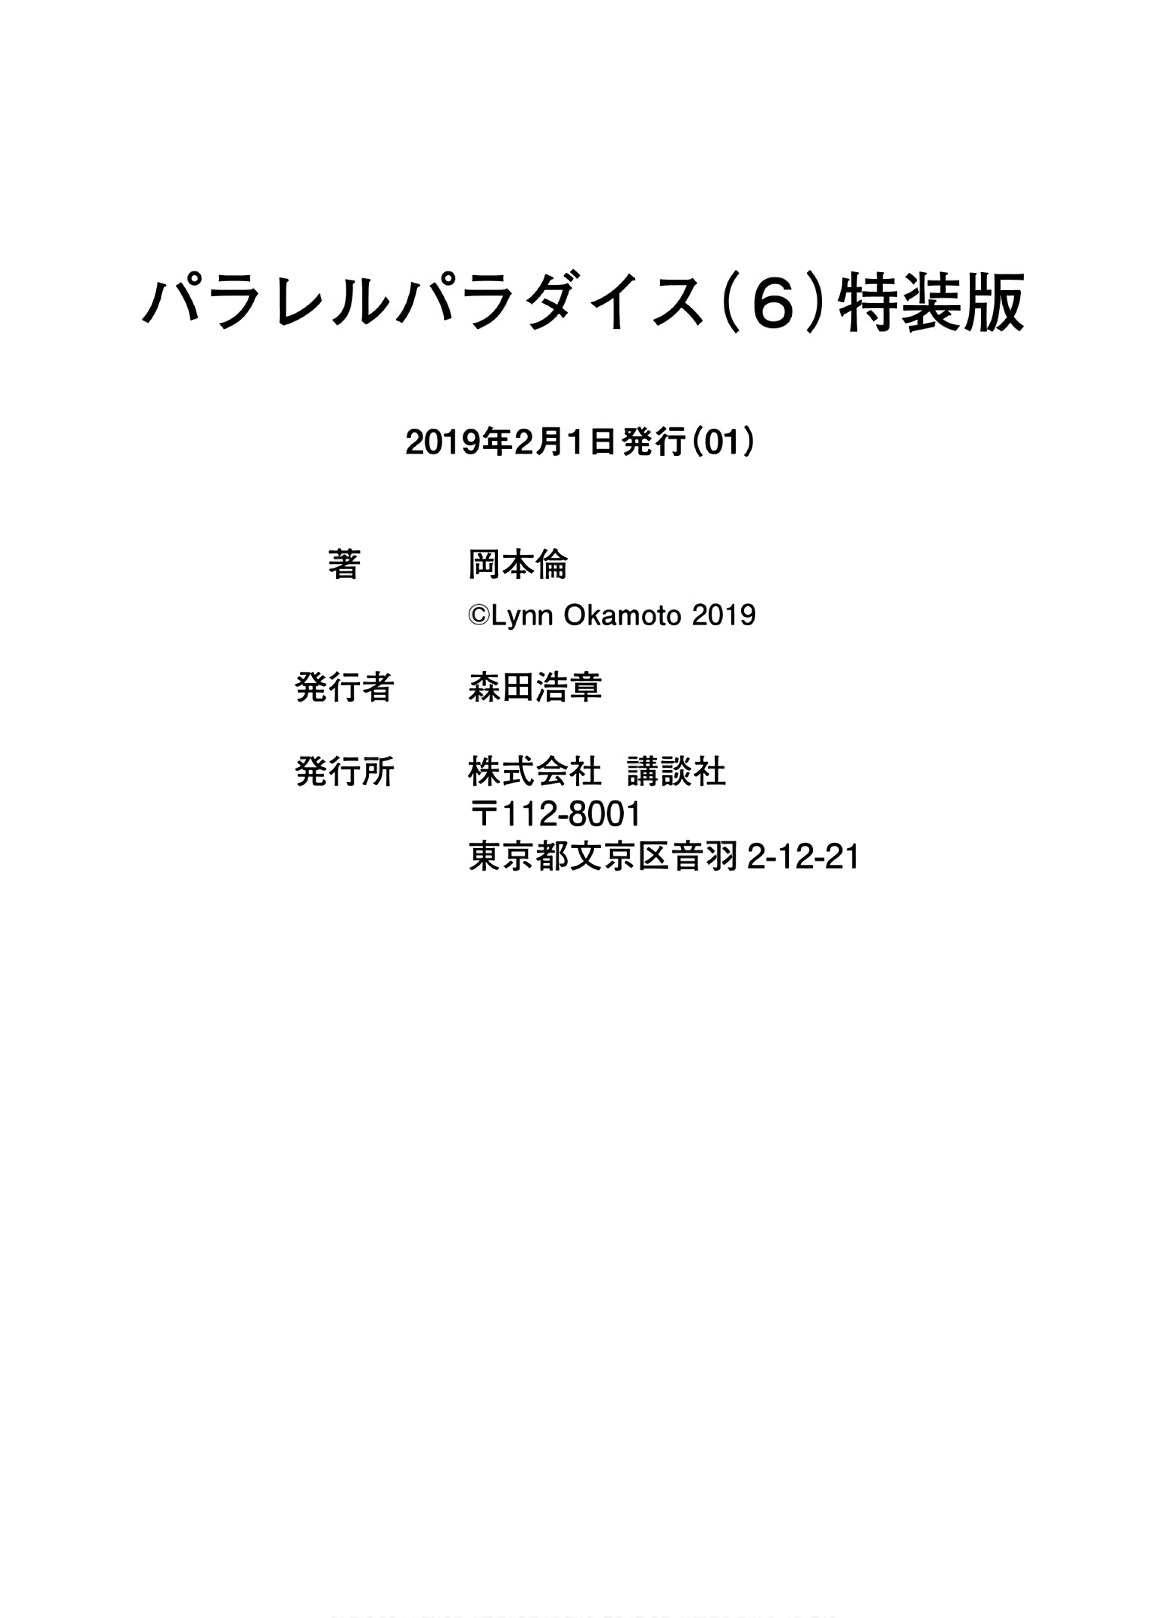 パラレルパラダイス（6）特装版
2019年2月1日発行（01）
著 岡本倫
©Lynn Okamoto 2019
発行者 森田浩章
発行所 株式会社 講談社
〒112-8001
東京都文京区音羽 2-12-21